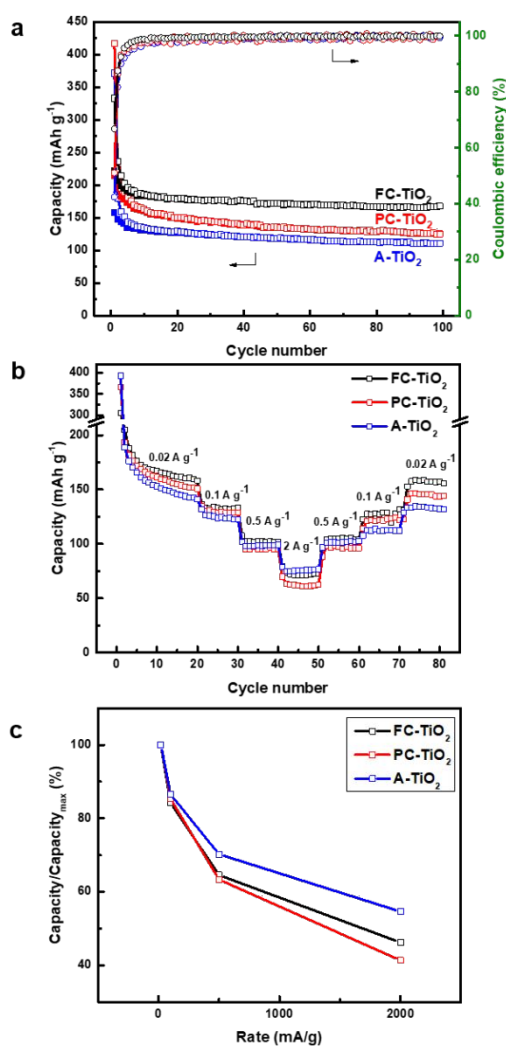 a
450
400
350
300
250
200
150
100
50
0
Capacity (mAh g⁻¹)
100
80
60
40
20
0
Coulombic efficiency (%)
FC-TiO₂
PC-TiO₂
A-TiO₂
0 20 40 60 80 100
Cycle number
b
400
350
300
200
150
100
50
0
Capacity (mAh g⁻¹)
FC-TiO₂
PC-TiO₂
A-TiO₂
0.02 A g⁻¹
0.1 A g⁻¹
0.5 A g⁻¹
2 A g⁻¹
0.5 A g⁻¹
0.1 A g⁻¹
0.02 A g⁻¹
0 10 20 30 40 50 60 70 80
Cycle number
c
100
80
60
40
Capacity/Capacityₘₐₓ (%)
FC-TiO₂
PC-TiO₂
A-TiO₂
0 1000 2000
Rate (mA/g)